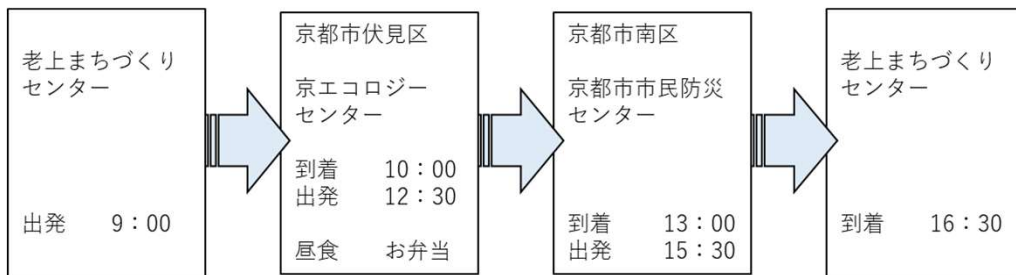 老上まちづくり
センター
出発　9：00
京都市伏見区
京エコロジー
センター
到着　10：00
出発　12：30
昼食　お弁当
京都市南区
京都市市民防災
センター
到着　13：00
出発　15：30
老上まちづくり
センター
到着　16：30